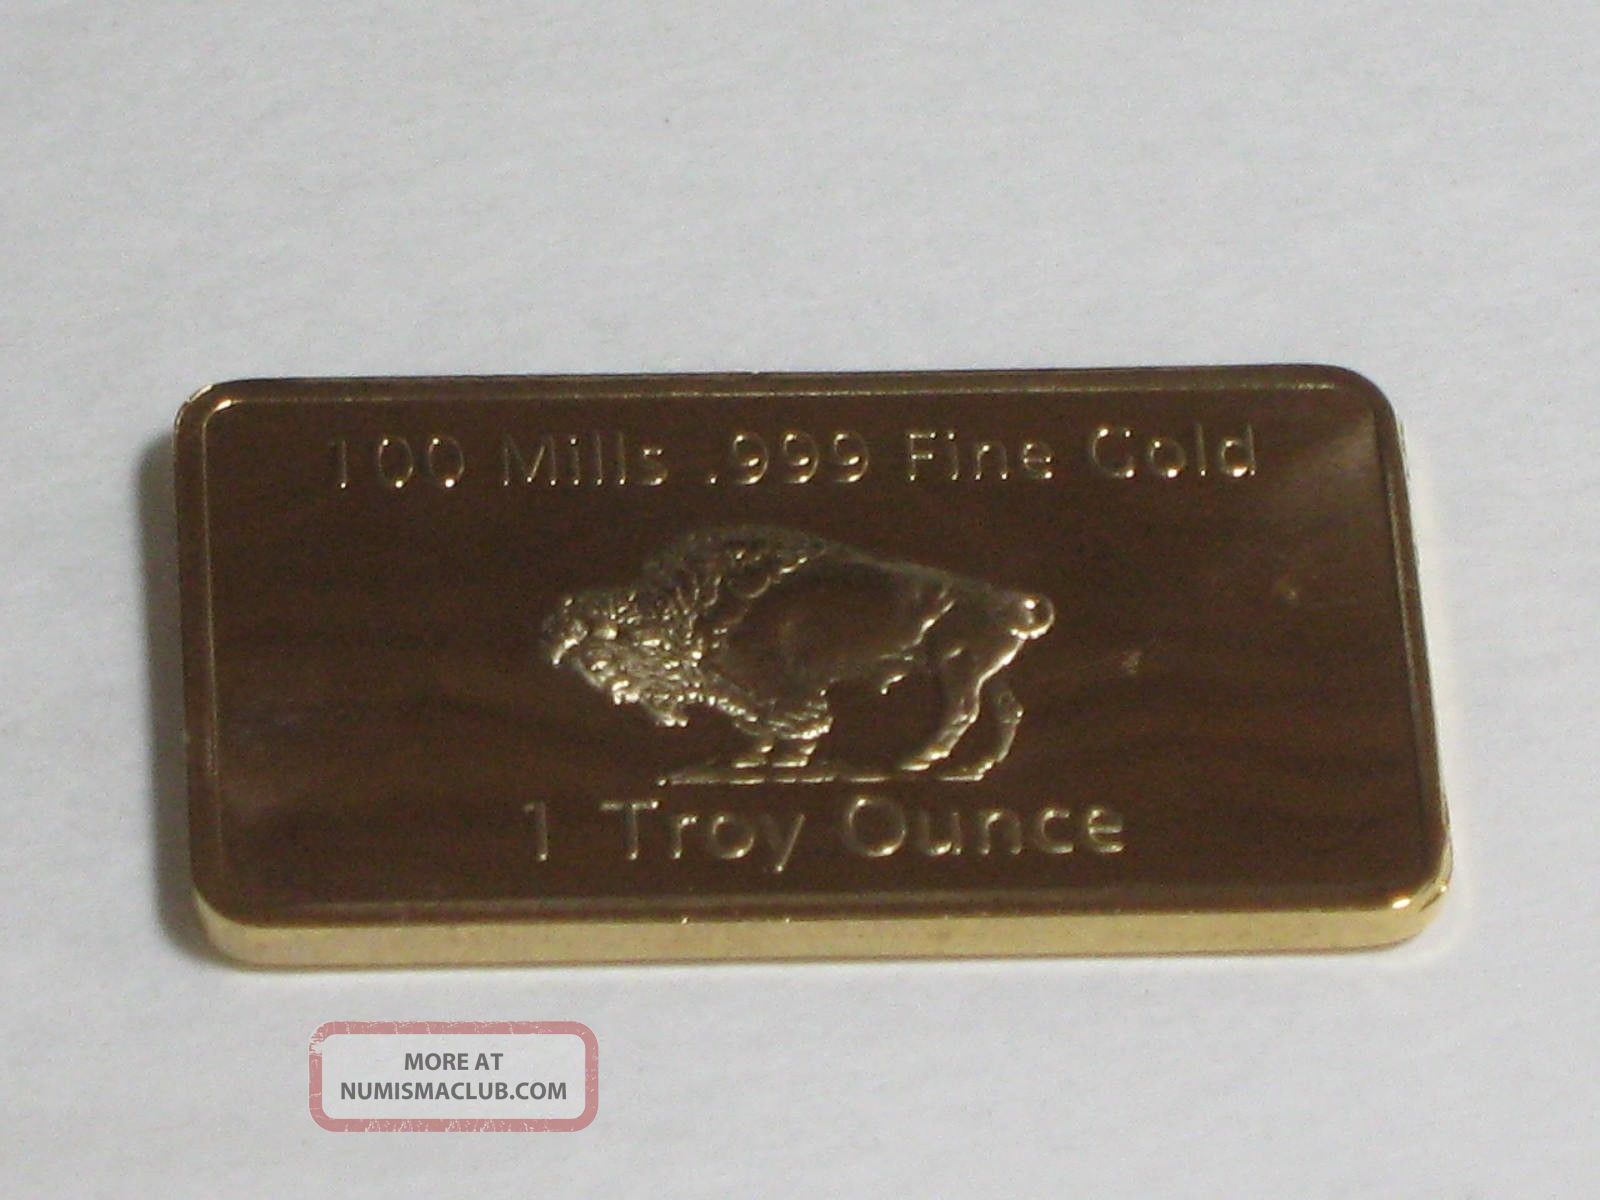 100 Mills .999 Fine Gold
1 Troy Ounce
MORE AT
NUMISMACLUB.COM